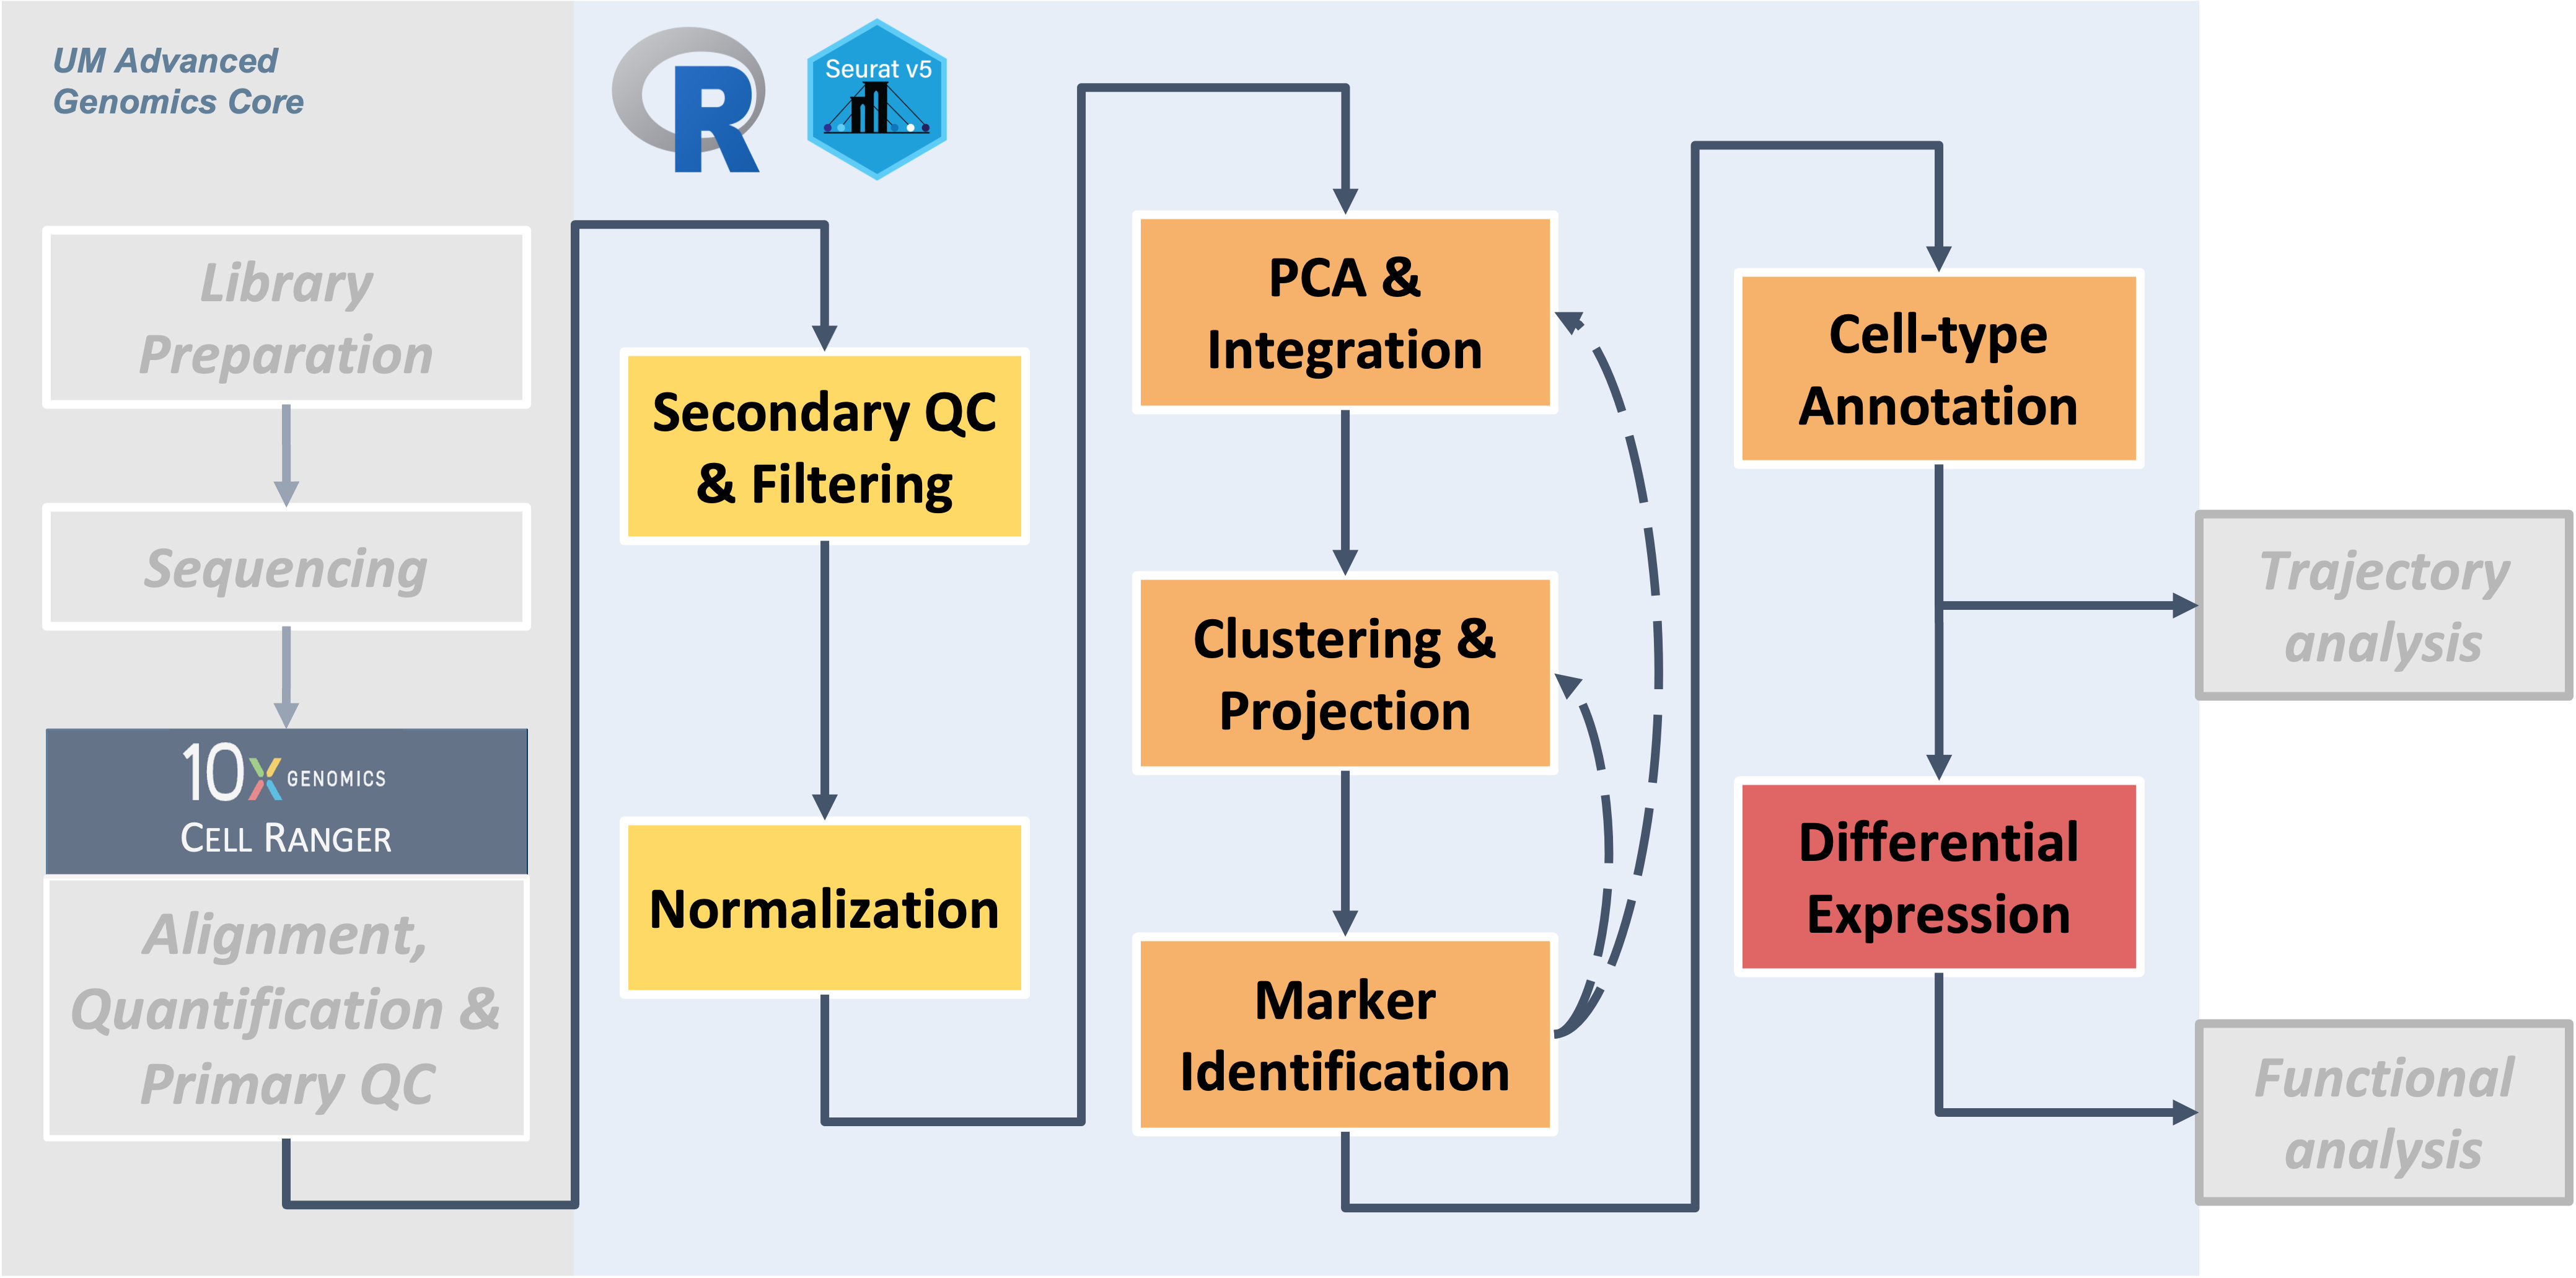 UM Advanced
Genomics Core
R
Seurat v5
Library
Preparation
Sequencing
10x GENOMICS
CELL RANGER
Alignment,
Quantification &
Primary QC
Secondary QC
& Filtering
Normalization
PCA &
Integration
Clustering &
Projection
Marker
Identification
Cell-type
Annotation
Differential
Expression
Trajectory
analysis
Functional
analysis